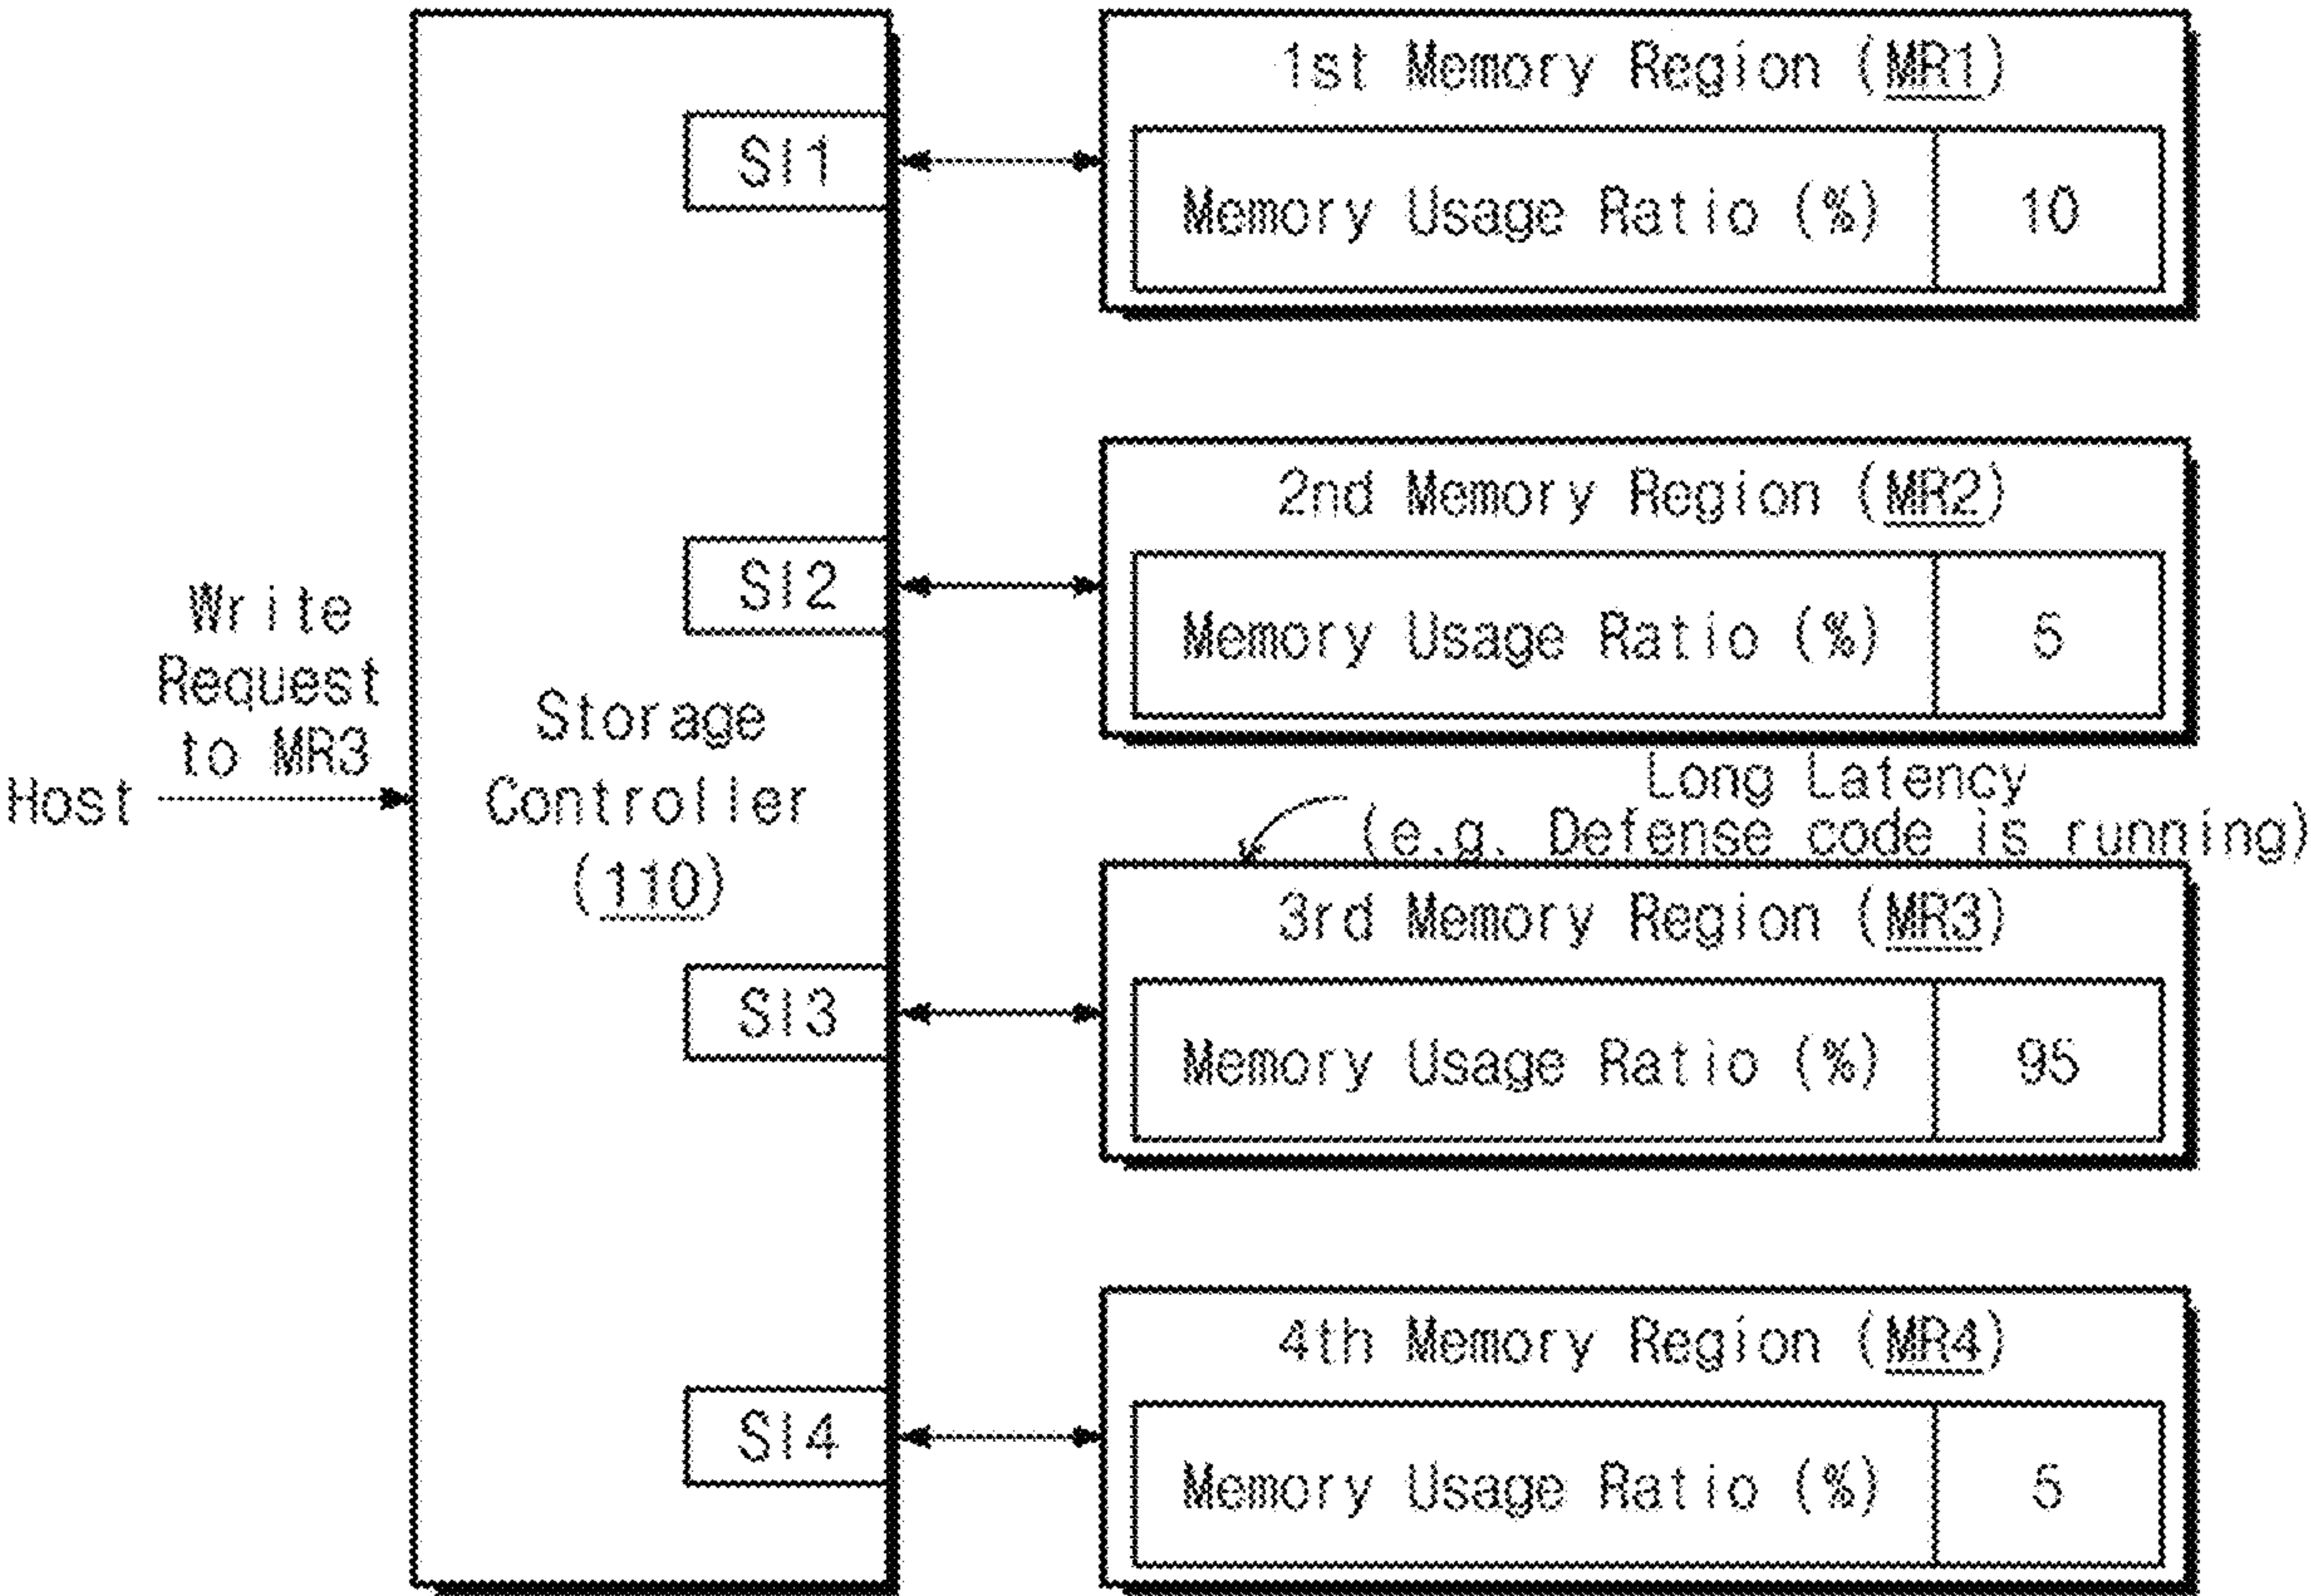 1st Memory Region (MR1)
SI1
Memory Usage Ratio (%) 10
2nd Memory Region (MR2)
SI2
Memory Usage Ratio (%) 5
Write
Request
to MR3
Host
Storage
Controller
(110)
Long Latency
(e.g. Defense code is running)
3rd Memory Region (MR3)
SI3
Memory Usage Ratio (%) 95
4th Memory Region (MR4)
SI4
Memory Usage Ratio (%) 5